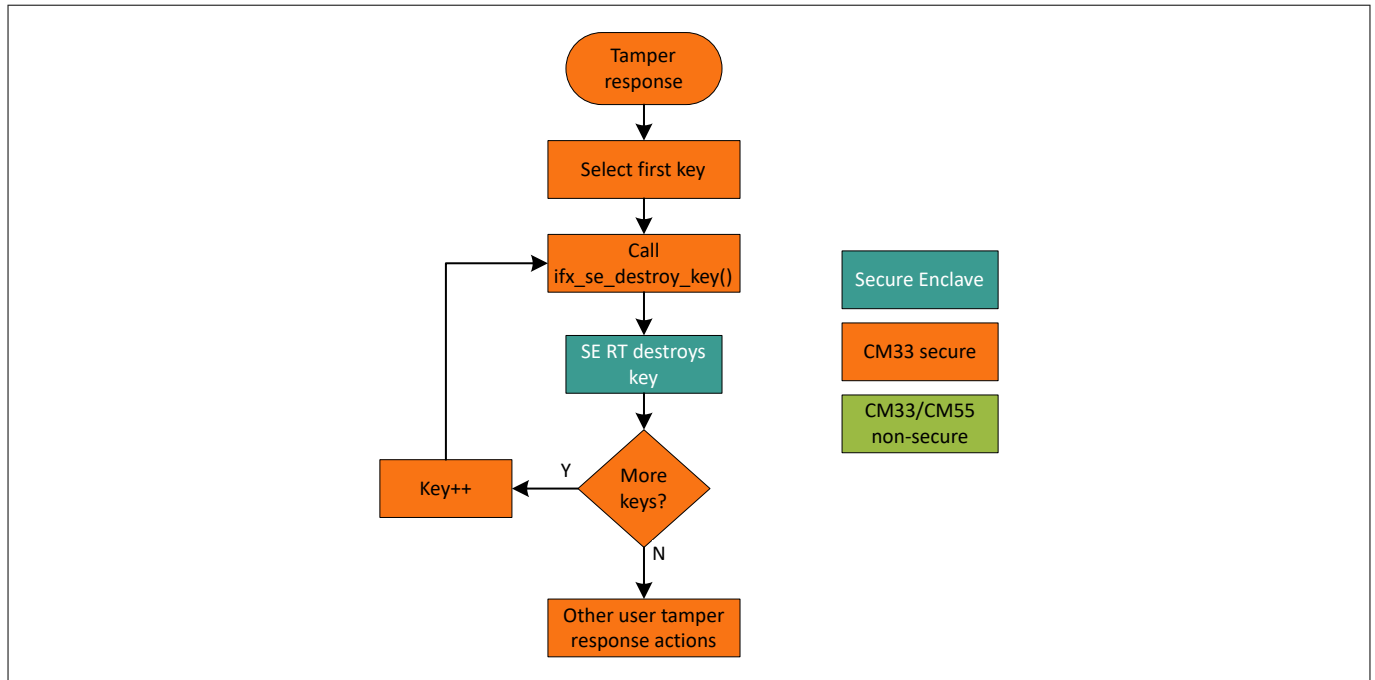 Tamper
response
Select first key
Call
ifx_se_destroy_key()
SE RT destroys
key
More
keys?
Y
Key++
N
Other user tamper
response actions
Secure Enclave
CM33 secure
CM33/CM55
non-secure